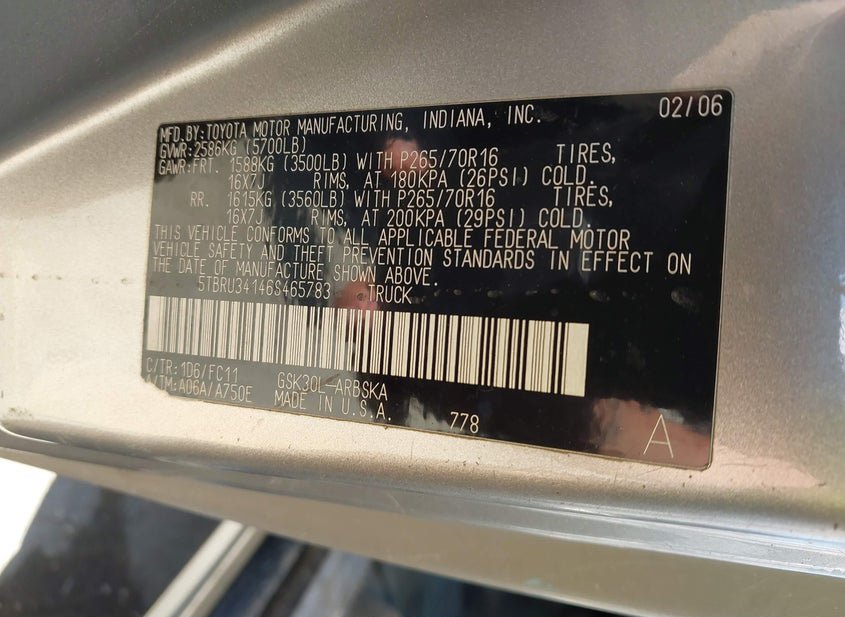 MFD.BY:TOYOTA MOTOR MANUFACTURING, INDIANA, INC. 02/06
GVWR:2586KG (5700LB)
GAWR:FRT. 1588KG (3500LB) WITH P265/70R16 TIRES,
16X7J RIMS, AT 180KPA (26PSI) COLD.
RR. 1615KG (3560LB) WITH P265/70R16 TIRES,
16X7J RIMS, AT 200KPA (29PSI) COLD.
THIS VEHICLE CONFORMS TO ALL APPLICABLE FEDERAL MOTOR
VEHICLE SAFETY AND THEFT PREVENTION STANDARDS IN EFFECT ON
THE DATE OF MANUFACTURE SHOWN ABOVE.
5TBRU34146S465783 TRUCK
C/TR:1D6/FC11 GSK30L-ARBSKA
A/TM:A06A/A750E MADE IN U.S.A. 778
A